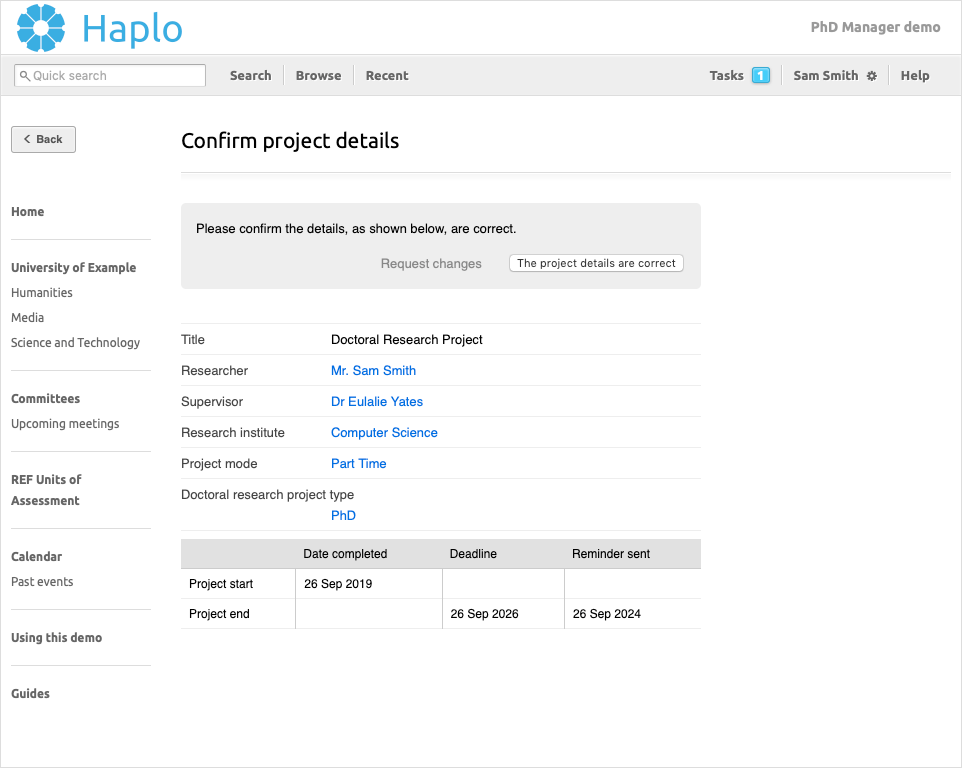 Haplo
PhD Manager demo
Quick search
Search
Browse
Recent
Tasks 1
Sam Smith
Help
Back
Confirm project details
Home
University of Example
Humanities
Media
Science and Technology
Committees
Upcoming meetings
REF Units of
Assessment
Calendar
Past events
Using this demo
Guides
Please confirm the details, as shown below, are correct.
Request changes The project details are correct
Title Doctoral Research Project
Researcher Mr. Sam Smith
Supervisor Dr Eulalie Yates
Research institute Computer Science
Project mode Part Time
Doctoral research project type
PhD
Date completed Deadline Reminder sent
Project start 26 Sep 2019
Project end 26 Sep 2026 26 Sep 2024